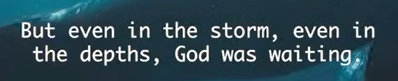 But even in the storm, even in
the depths, God was waiting.